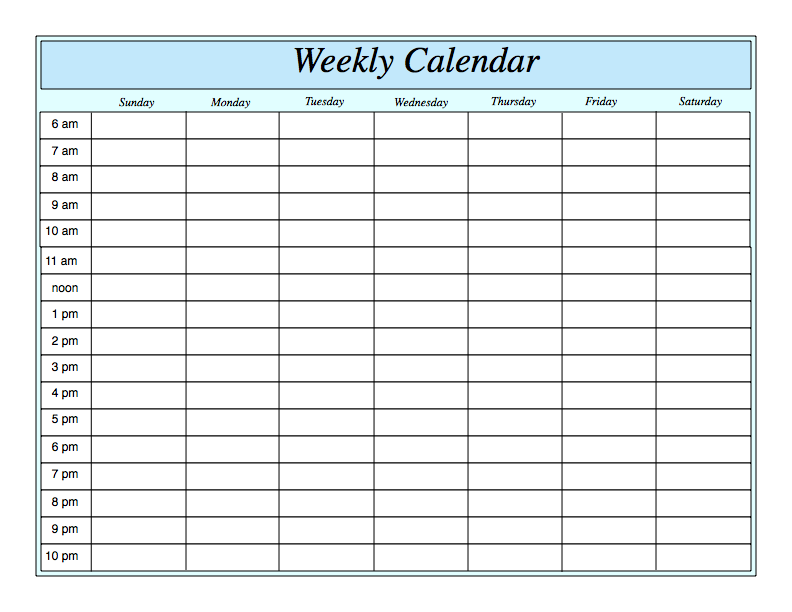 Weekly Calendar
Sunday Monday Tuesday Wednesday Thursday Friday Saturday
6 am
7 am
8 am
9 am
10 am
11 am
noon
1 pm
2 pm
3 pm
4 pm
5 pm
6 pm
7 pm
8 pm
9 pm
10 pm